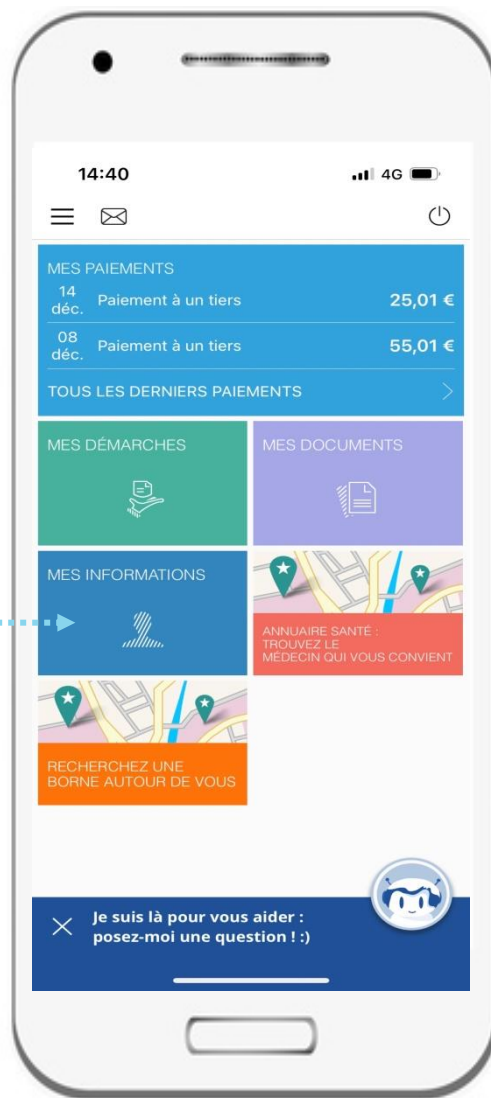 14:40
4G
MES PAIEMENTS
14 déc. Paiement à un tiers 25,01 €
08 déc. Paiement à un tiers 55,01 €
TOUS LES DERNIERS PAIEMENTS
MES DÉMARCHES
MES DOCUMENTS
MES INFORMATIONS
ANNUAIRE SANTÉ :
TROUVEZ LE
MÉDECIN QUI VOUS CONVIENT
RECHERCHEZ UNE
BORNE AUTOUR DE VOUS
Je suis là pour vous aider :
posez-moi une question ! :)